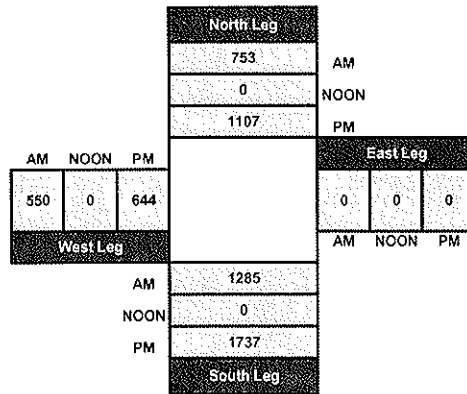 North Leg
753 AM
0 NOON
1107 PM
AM NOON PM
East Leg
550 0 644
0 0 0
West Leg
AM NOON PM
AM 1285
NOON 0
PM 1737
South Leg